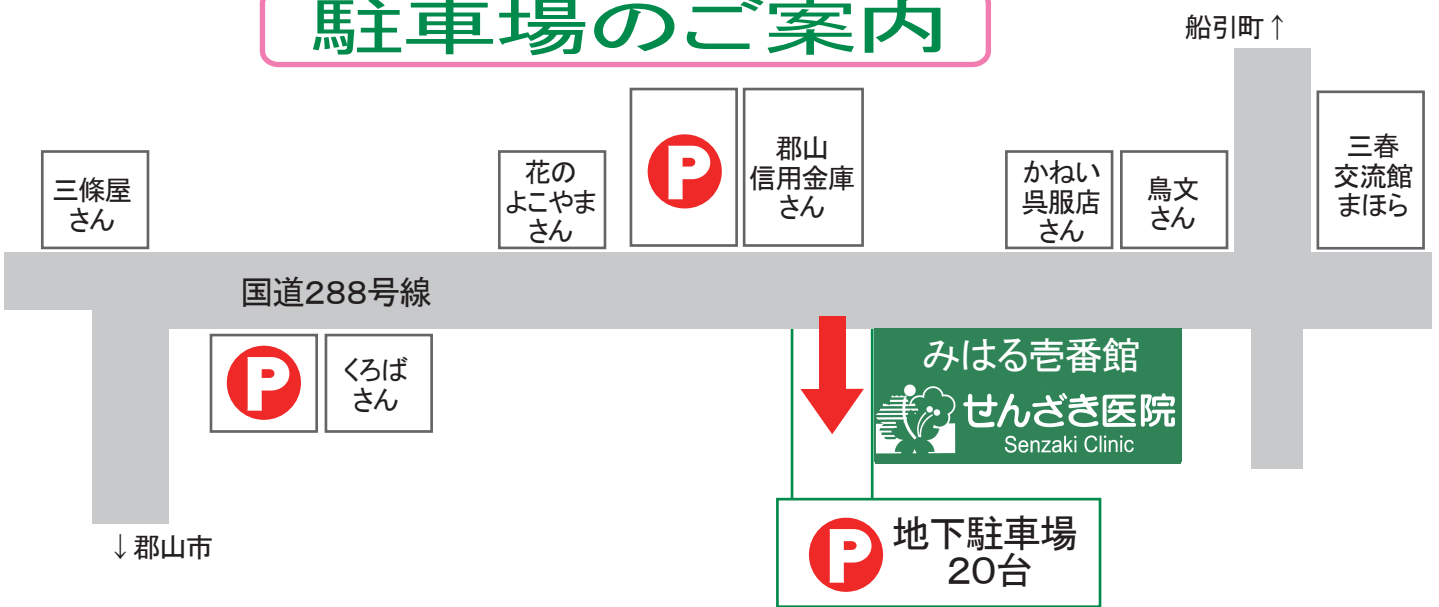 駐車場のご案内
船引町↑
三條屋
さん
花の
よこやま
さん
P
郡山
信用金庫
さん
かねい
呉服店
さん
鳥文
さん
三春
交流館
まほら
国道288号線
P
くろば
さん
みはる壱番館
せんざき医院
Senzaki Clinic
↓郡山市
P
地下駐車場
20台